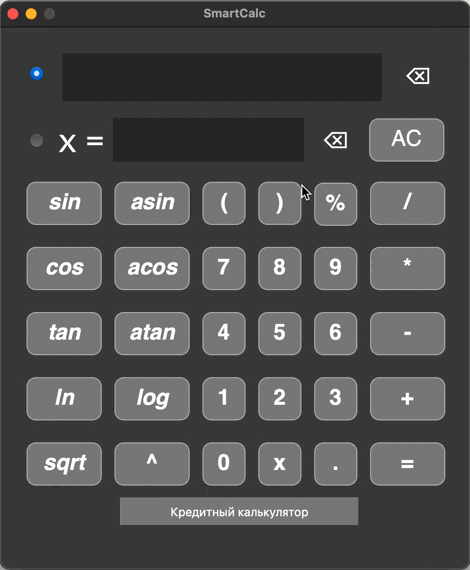 SmartCalc
x =
AC
sin asin ( ) % /
cos acos 7 8 9 *
tan atan 4 5 6 -
ln log 1 2 3 +
sqrt ^ 0 x . =
Кредитный калькулятор